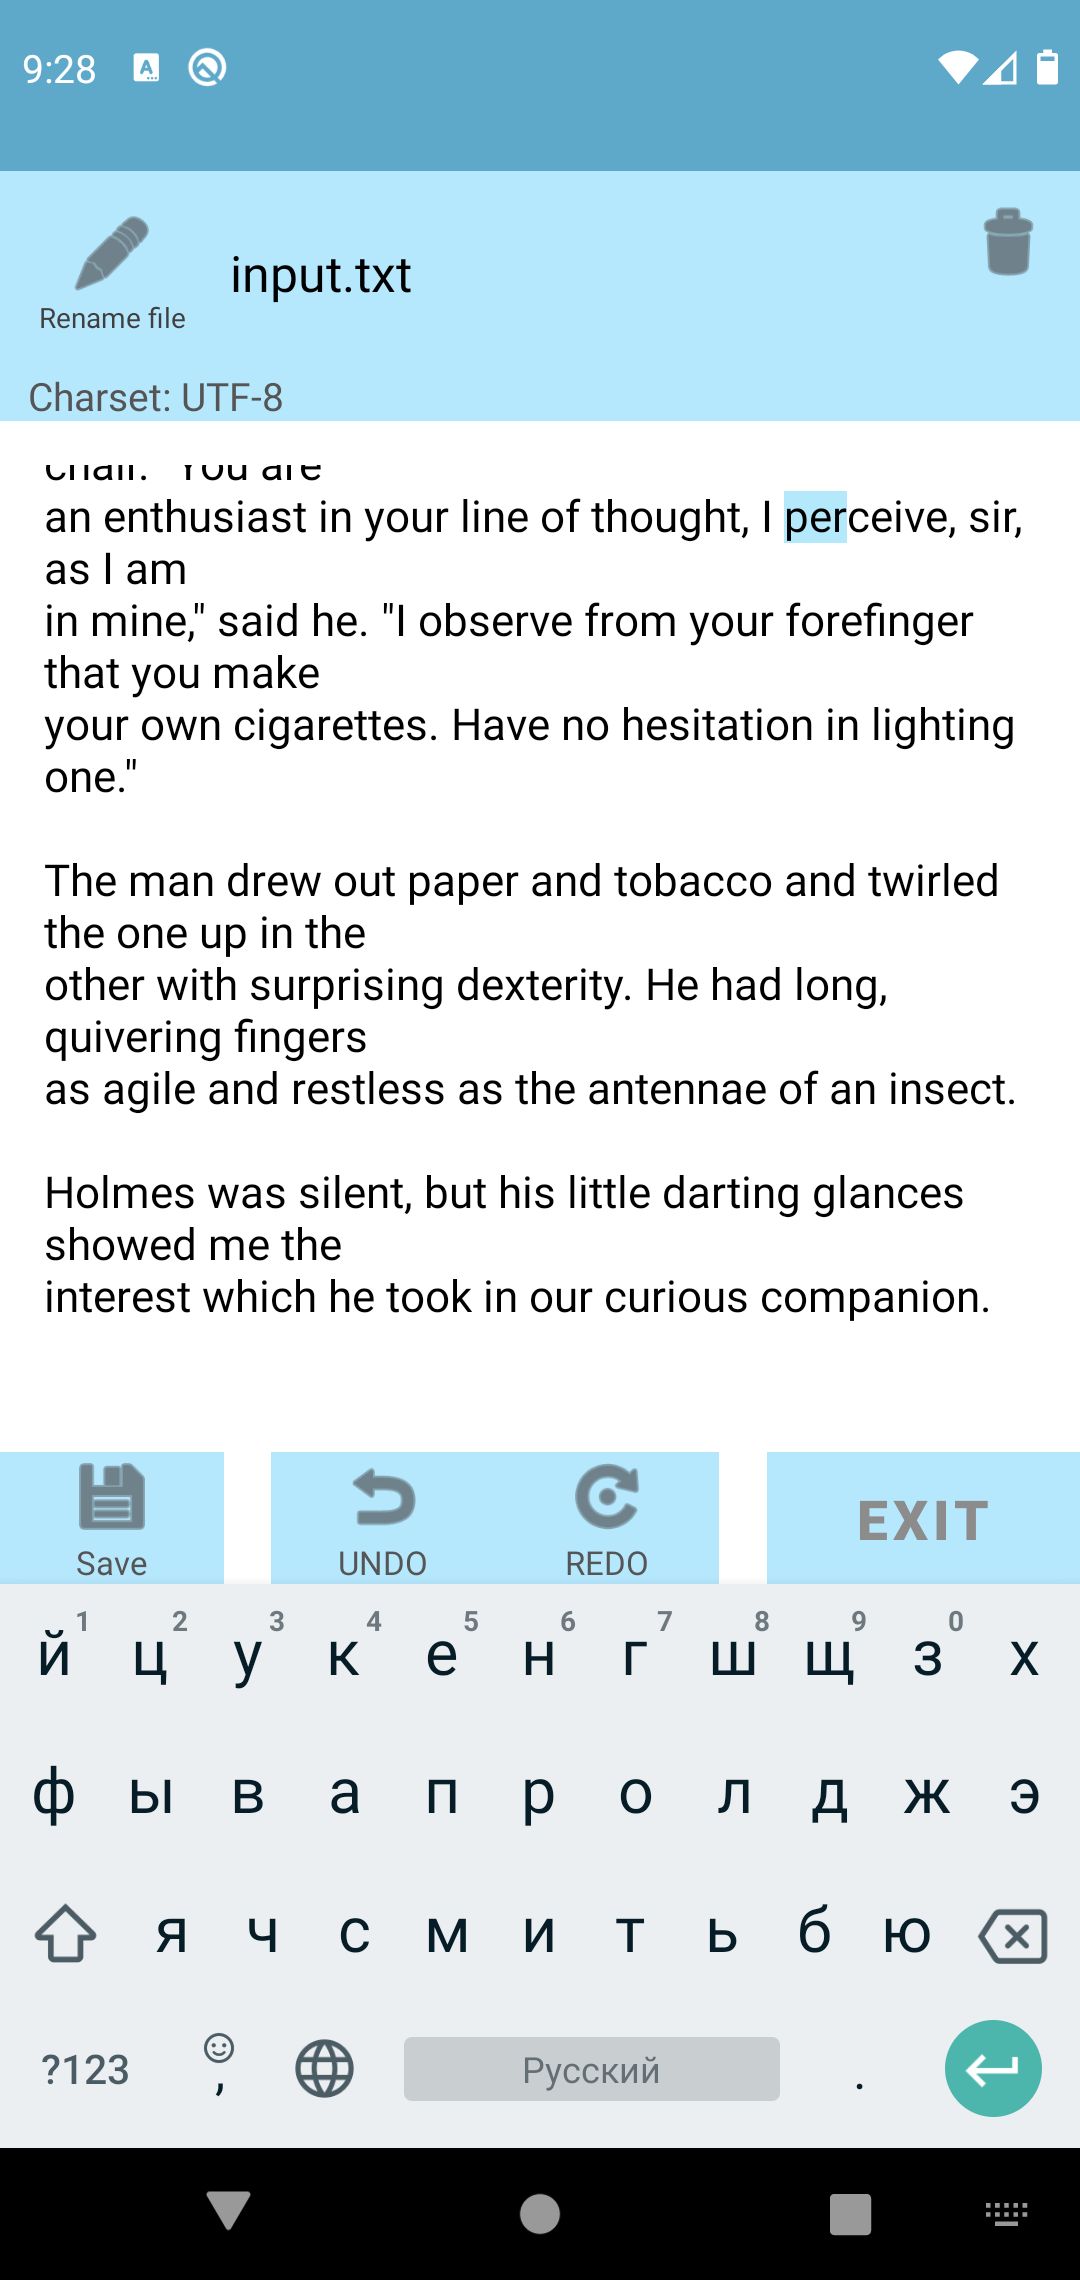 9:28
input.txt
Rename file
Charset: UTF-8
chair. "You are
an enthusiast in your line of thought, I perceive, sir,
as I am
in mine," said he. "I observe from your forefinger
that you make
your own cigarettes. Have no hesitation in lighting
one."
The man drew out paper and tobacco and twirled
the one up in the
other with surprising dexterity. He had long,
quivering fingers
as agile and restless as the antennae of an insect.
Holmes was silent, but his little darting glances
showed me the
interest which he took in our curious companion.
Save UNDO REDO EXIT
1 2 3 4 5 6 7 8 9 0
й ц у к е н г ш щ з х
ф ы в а п р о л д ж э
я ч с м и т ь б ю
?123 , Русский .